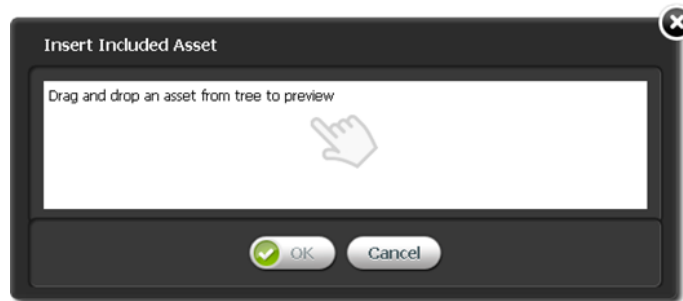 Insert Included Asset
Drag and drop an asset from tree to preview
OK
Cancel